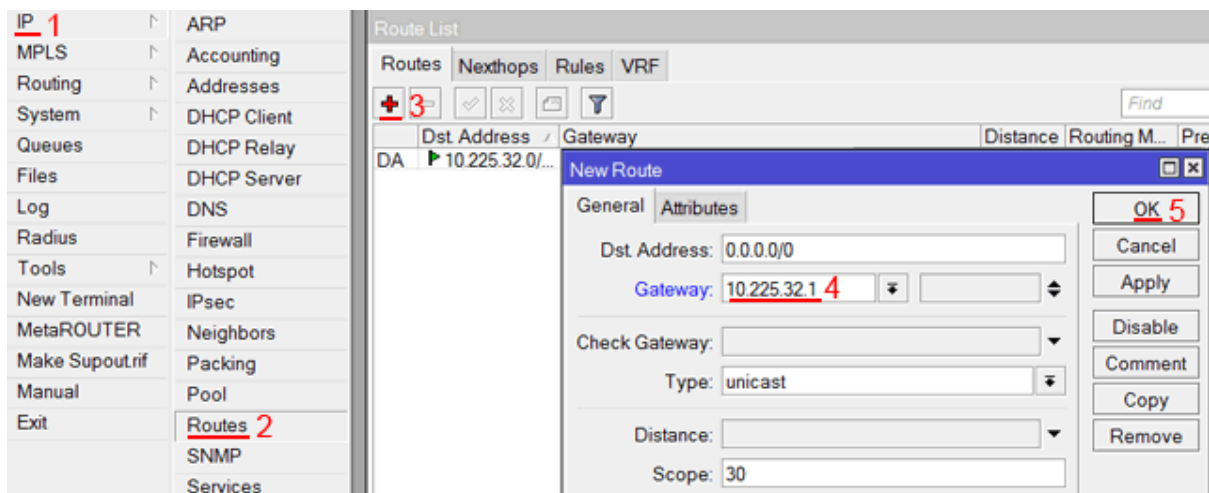 IP 1
MPLS
Routing
System
Queues
Files
Log
Radius
Tools
New Terminal
MetaROUTER
Make Supout.rif
Manual
Exit
ARP
Accounting
Addresses
DHCP Client
DHCP Relay
DHCP Server
DNS
Firewall
Hotspot
IPsec
Neighbors
Packing
Pool
Routes 2
SNMP
Services
Route List
Routes Nexthops Rules VRF
3 Find
Dst. Address Gateway Distance Routing M... Pre
DA 10.225.32.0/...
New Route
General Attributes
Dst. Address: 0.0.0.0/0
Gateway: 10.225.32.1 4
Check Gateway:
Type: unicast
Distance:
Scope: 30
OK 5
Cancel
Apply
Disable
Comment
Copy
Remove